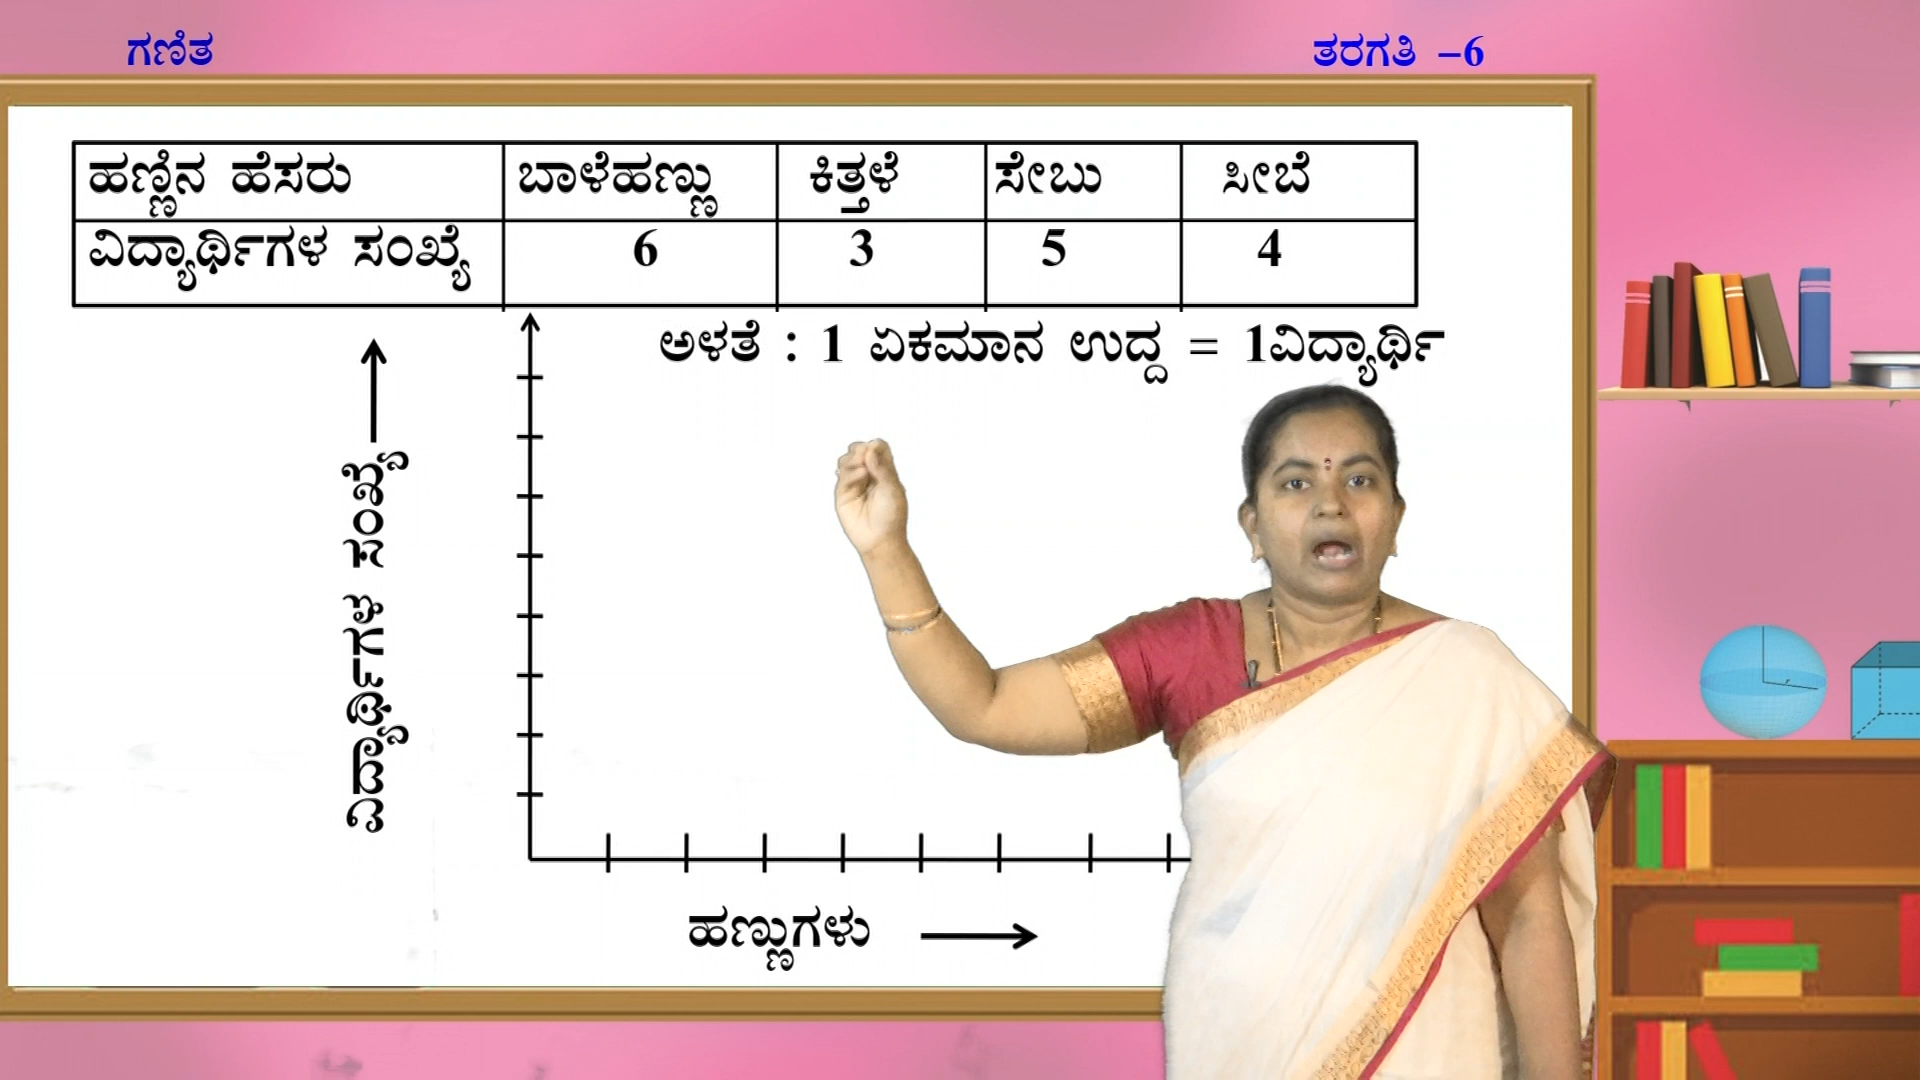 ಗಣಿತ
ತರಗತಿ –6
ಹಣ್ಣಿನ ಹೆಸರು ಬಾಳೆಹಣ್ಣು ಕಿತ್ತಳೆ ಸೇಬು ಸೀಬೆ
ವಿದ್ಯಾರ್ಥಿಗಳ ಸಂಖ್ಯೆ 6 3 5 4
ಅಳತೆ : 1 ಏಕಮಾನ ಉದ್ದ = 1ವಿದ್ಯಾರ್ಥಿ
ವಿದ್ಯಾರ್ಥಿಗಳ ಸಂಖ್ಯೆ
ಹಣ್ಣುಗಳು